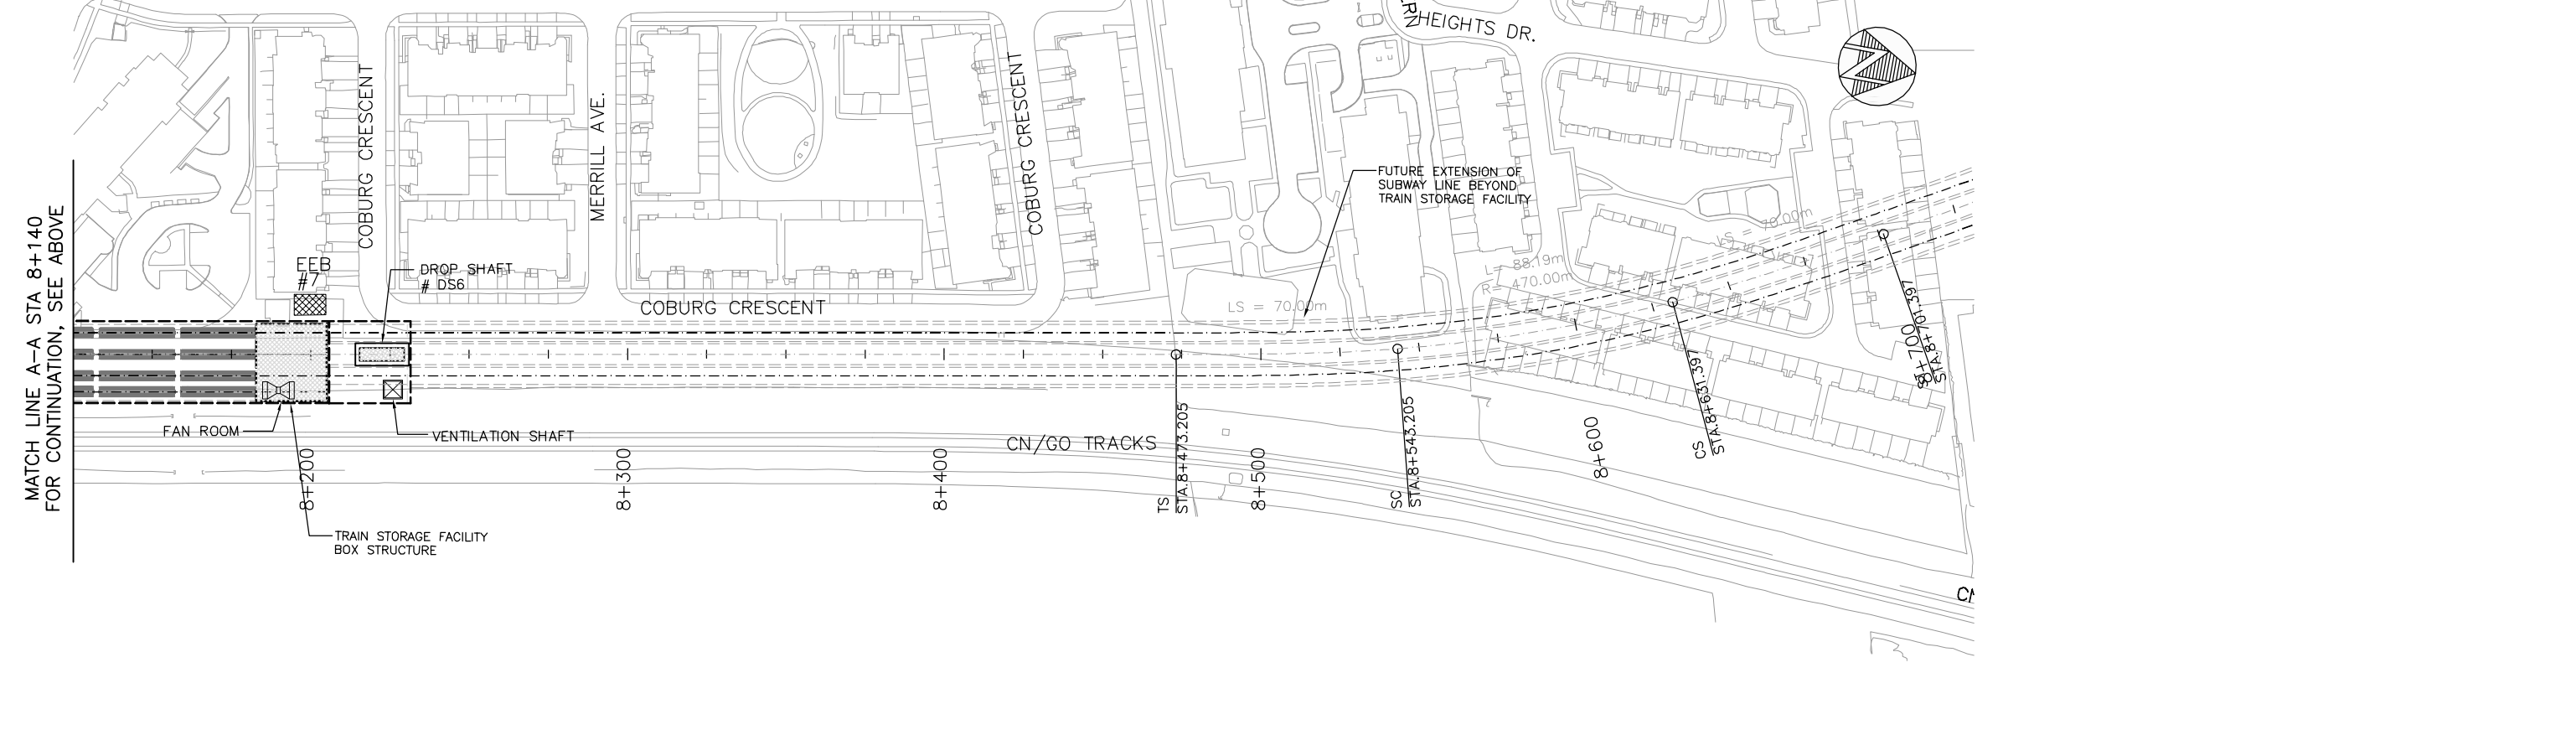 MATCH LINE A-A STA 8+140
FOR CONTINUATION, SEE ABOVE
COBURG CRESCENT
MERRILL AVE.
COBURG CRESCENT
HEIGHTS DR.
FUTURE EXTENSION OF
SUBWAY LINE BEYOND
TRAIN STORAGE FACILITY
EEB
#7
DROP SHAFT
# DS6
COBURG CRESCENT
LS = 70.00m
L = 88.19m
R= 470.00m
LS = 70.00m
FAN ROOM
VENTILATION SHAFT
CN/GO TRACKS
8+200
8+300
8+400
8+500
8+600
8+700
TS
STA.8+473.205
SC
STA.8+543.205
CS
STA.8+631.397
STA.8+701.397
TRAIN STORAGE FACILITY
BOX STRUCTURE